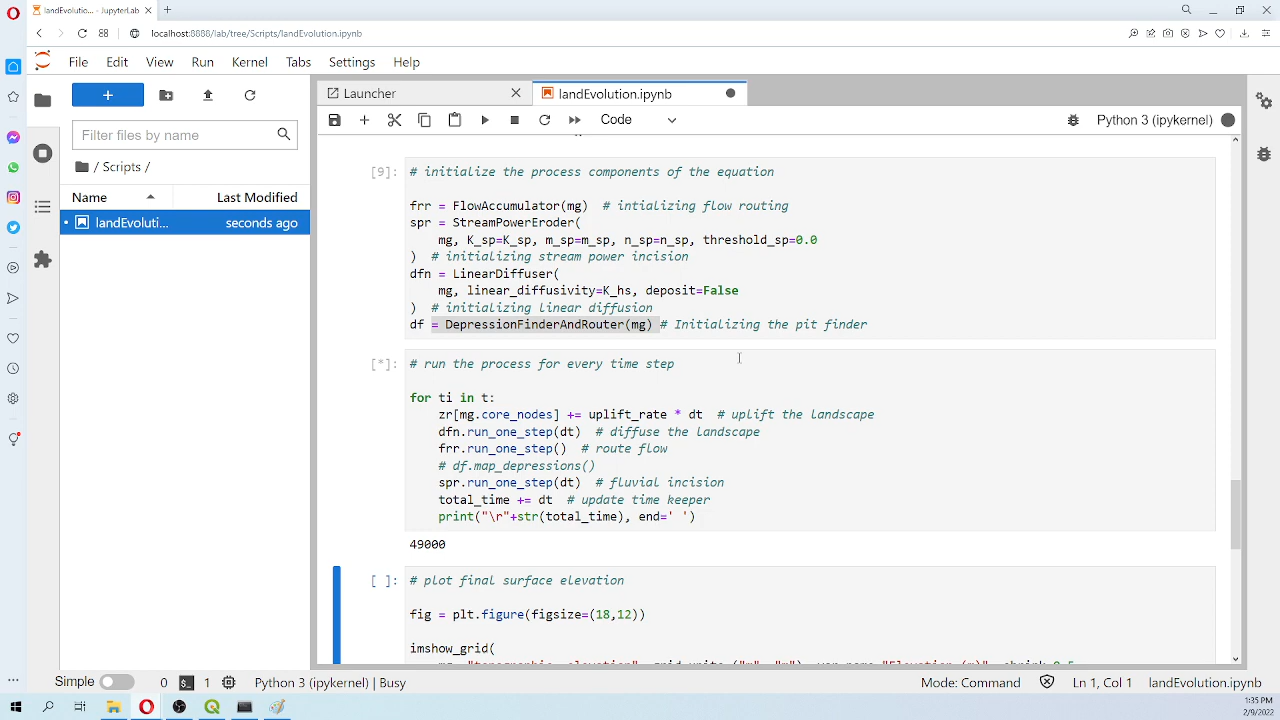 landEvolution.ipynb - JupyterLab
localhost:8888/lab/tree/Scripts/landEvolution.ipynb
File Edit View Run Kernel Tabs Settings Help
Launcher
landEvolution.ipynb
Filter files by name
Code
Python 3 (ipykernel)
/ Scripts /
Name Last Modified
landEvoluti... seconds ago
[9]:
# initialize the process components of the equation
frr = FlowAccumulator(mg)  # intializing flow routing
spr = StreamPowerEroder(
    mg, K_sp=K_sp, m_sp=m_sp, n_sp=n_sp, threshold_sp=0.0
)  # initializing stream power incision
dfn = LinearDiffuser(
    mg, linear_diffusivity=K_hs, deposit=False
)  # initializing linear diffusion
df = DepressionFinderAndRouter(mg) # Initializing the pit finder
[*]:
# run the process for every time step
for ti in t:
    zr[mg.core_nodes] += uplift_rate * dt  # uplift the landscape
    dfn.run_one_step(dt)  # diffuse the landscape
    frr.run_one_step()  # route flow
    # df.map_depressions()
    spr.run_one_step(dt)  # fluvial incision
    total_time += dt  # update time keeper
    print("\r"+str(total_time), end=' ')
49000
[ ]:
# plot final surface elevation
fig = plt.figure(figsize=(18,12))
imshow_grid(
Simple 0 1 Python 3 (ipykernel) | Busy
Mode: Command Ln 1, Col 1 landEvolution.ipynb
1:35 PM
2/9/2022